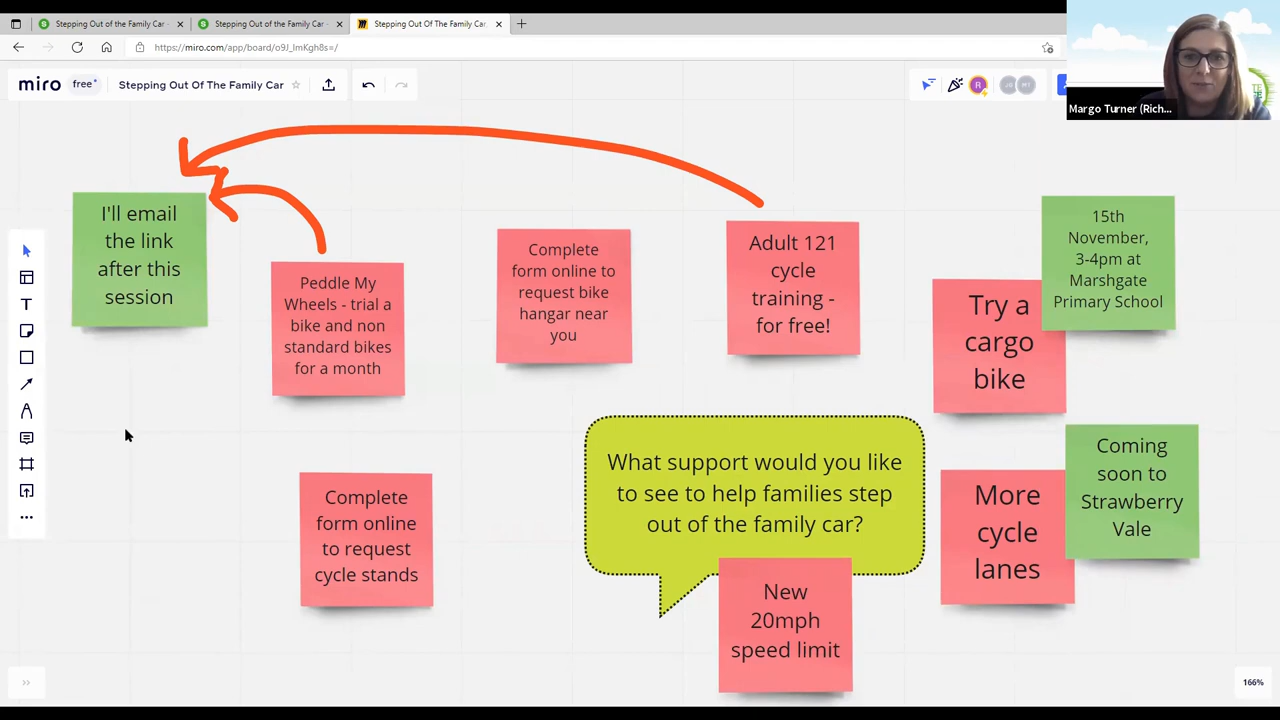 Stepping Out of the Family Car -
Stepping Out of the Family Car -
Stepping Out Of The Family Car,
https://miro.com/app/board/o9J_lmKgh8s=/
miro
free
Stepping Out Of The Family Car
R
Margo Turner (Rich...
I'll email
the link
after this
session
Peddle My
Wheels - trial a
bike and non
standard bikes
for a month
Complete
form online to
request bike
hangar near
you
Adult 121
cycle
training -
for free!
15th
November,
3-4pm at
Marshgate
Primary School
Try a
cargo
bike
What support would you like
to see to help families step
out of the family car?
Complete
form online
to request
cycle stands
New
20mph
speed limit
More
cycle
lanes
Coming
soon to
Strawberry
Vale
166%